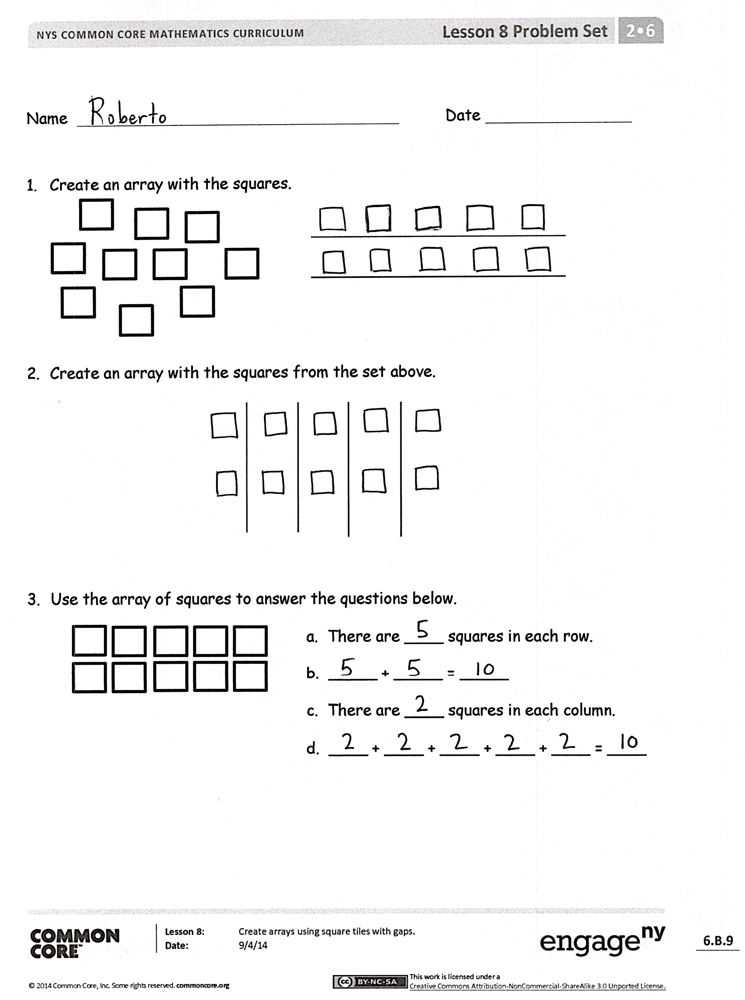 NYS COMMON CORE MATHEMATICS CURRICULUM
Lesson 8 Problem Set 2•6
Name Roberto Date
1. Create an array with the squares.
2. Create an array with the squares from the set above.
3. Use the array of squares to answer the questions below.
a. There are 5 squares in each row.
b. 5 + 5 = 10
c. There are 2 squares in each column.
d. 2 + 2 + 2 + 2 + 2 = 10
COMMON
CORE™
Lesson 8: Create arrays using square tiles with gaps.
Date: 9/4/14
engage ny
6.B.9
© 2014 Common Core, Inc. Some rights reserved. commoncore.org
cc BY-NC-SA
This work is licensed under a
Creative Commons Attribution-NonCommercial-ShareAlike 3.0 Unported License.